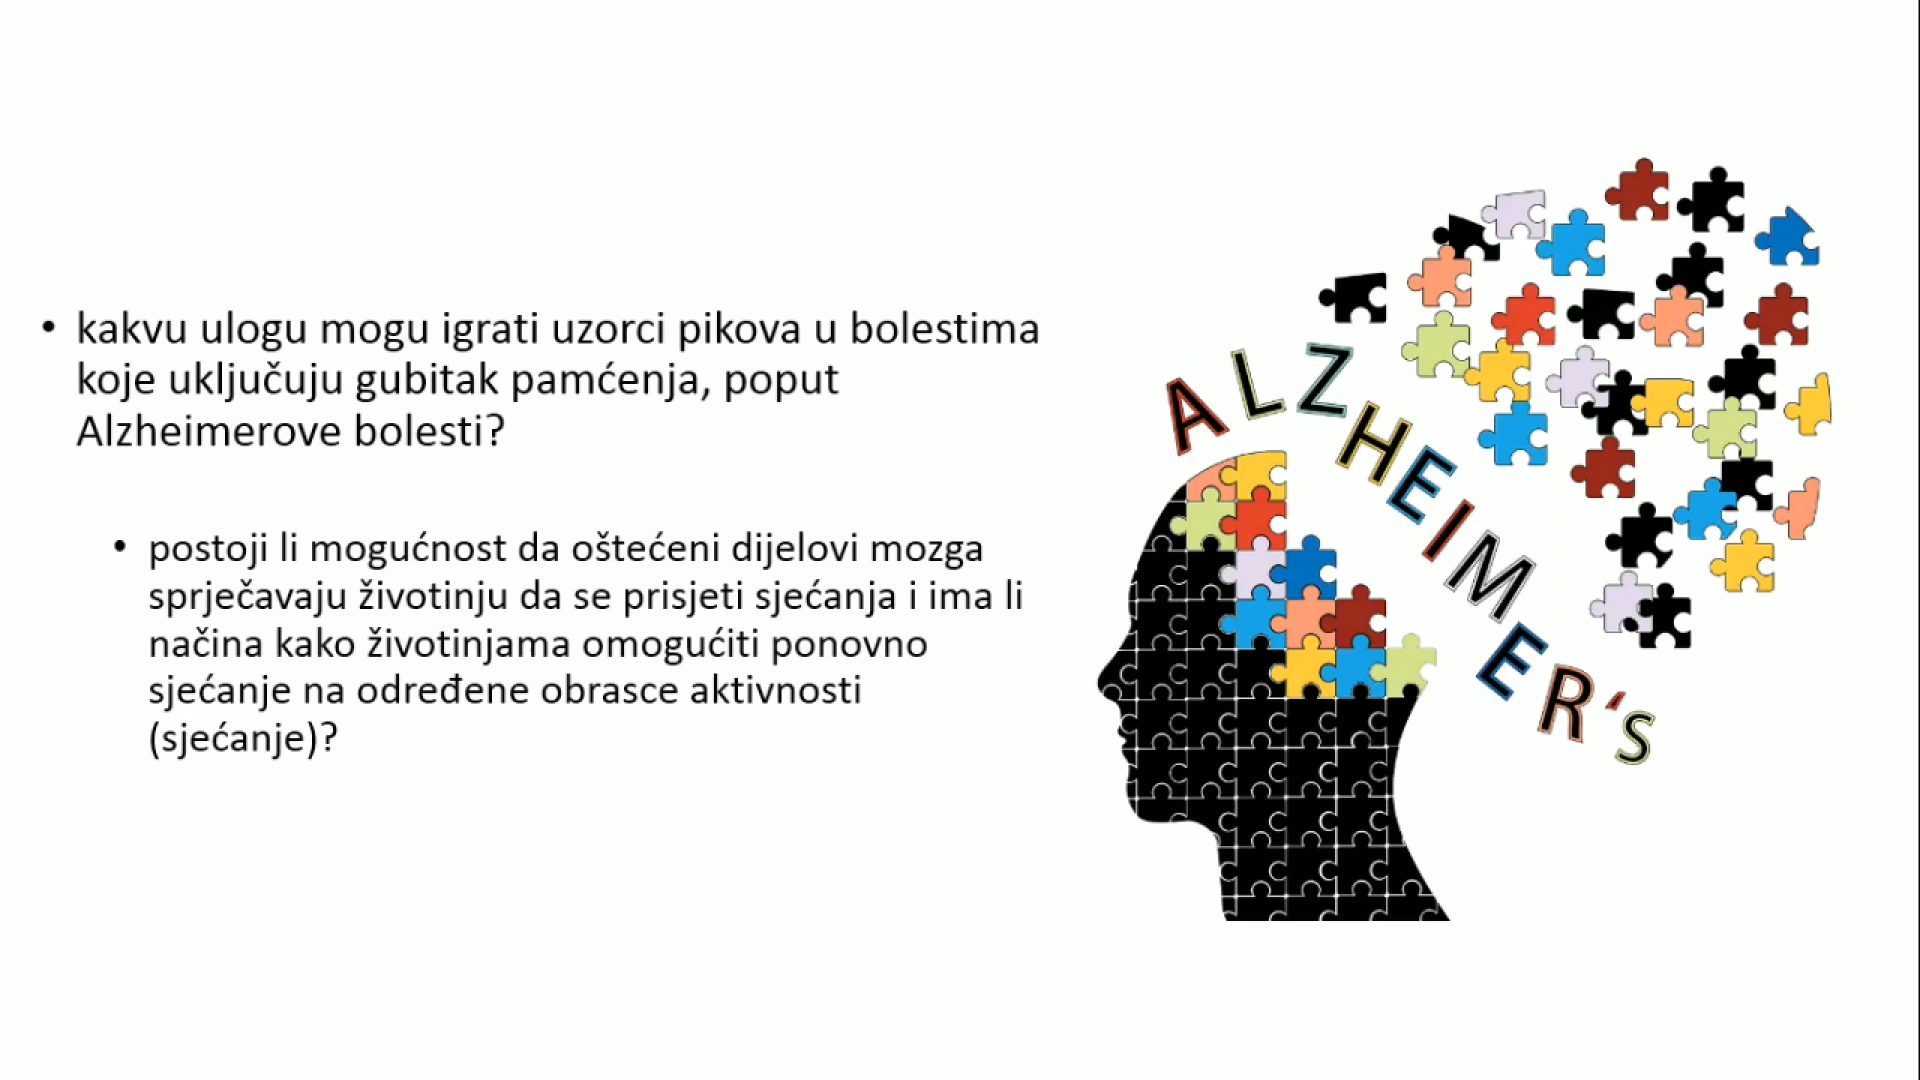 • kakvu ulogu mogu igrati uzorci pikova u bolestima
koje uključuju gubitak pamćenja, poput
Alzheimerove bolesti?
• postoji li mogućnost da oštećeni dijelovi mozga
sprječavaju životinju da se prisjeti sjećanja i ima li
načina kako životinjama omogućiti ponovno
sjećanje na određene obrasce aktivnosti
(sjećanje)?
ALZHEIMER‘S